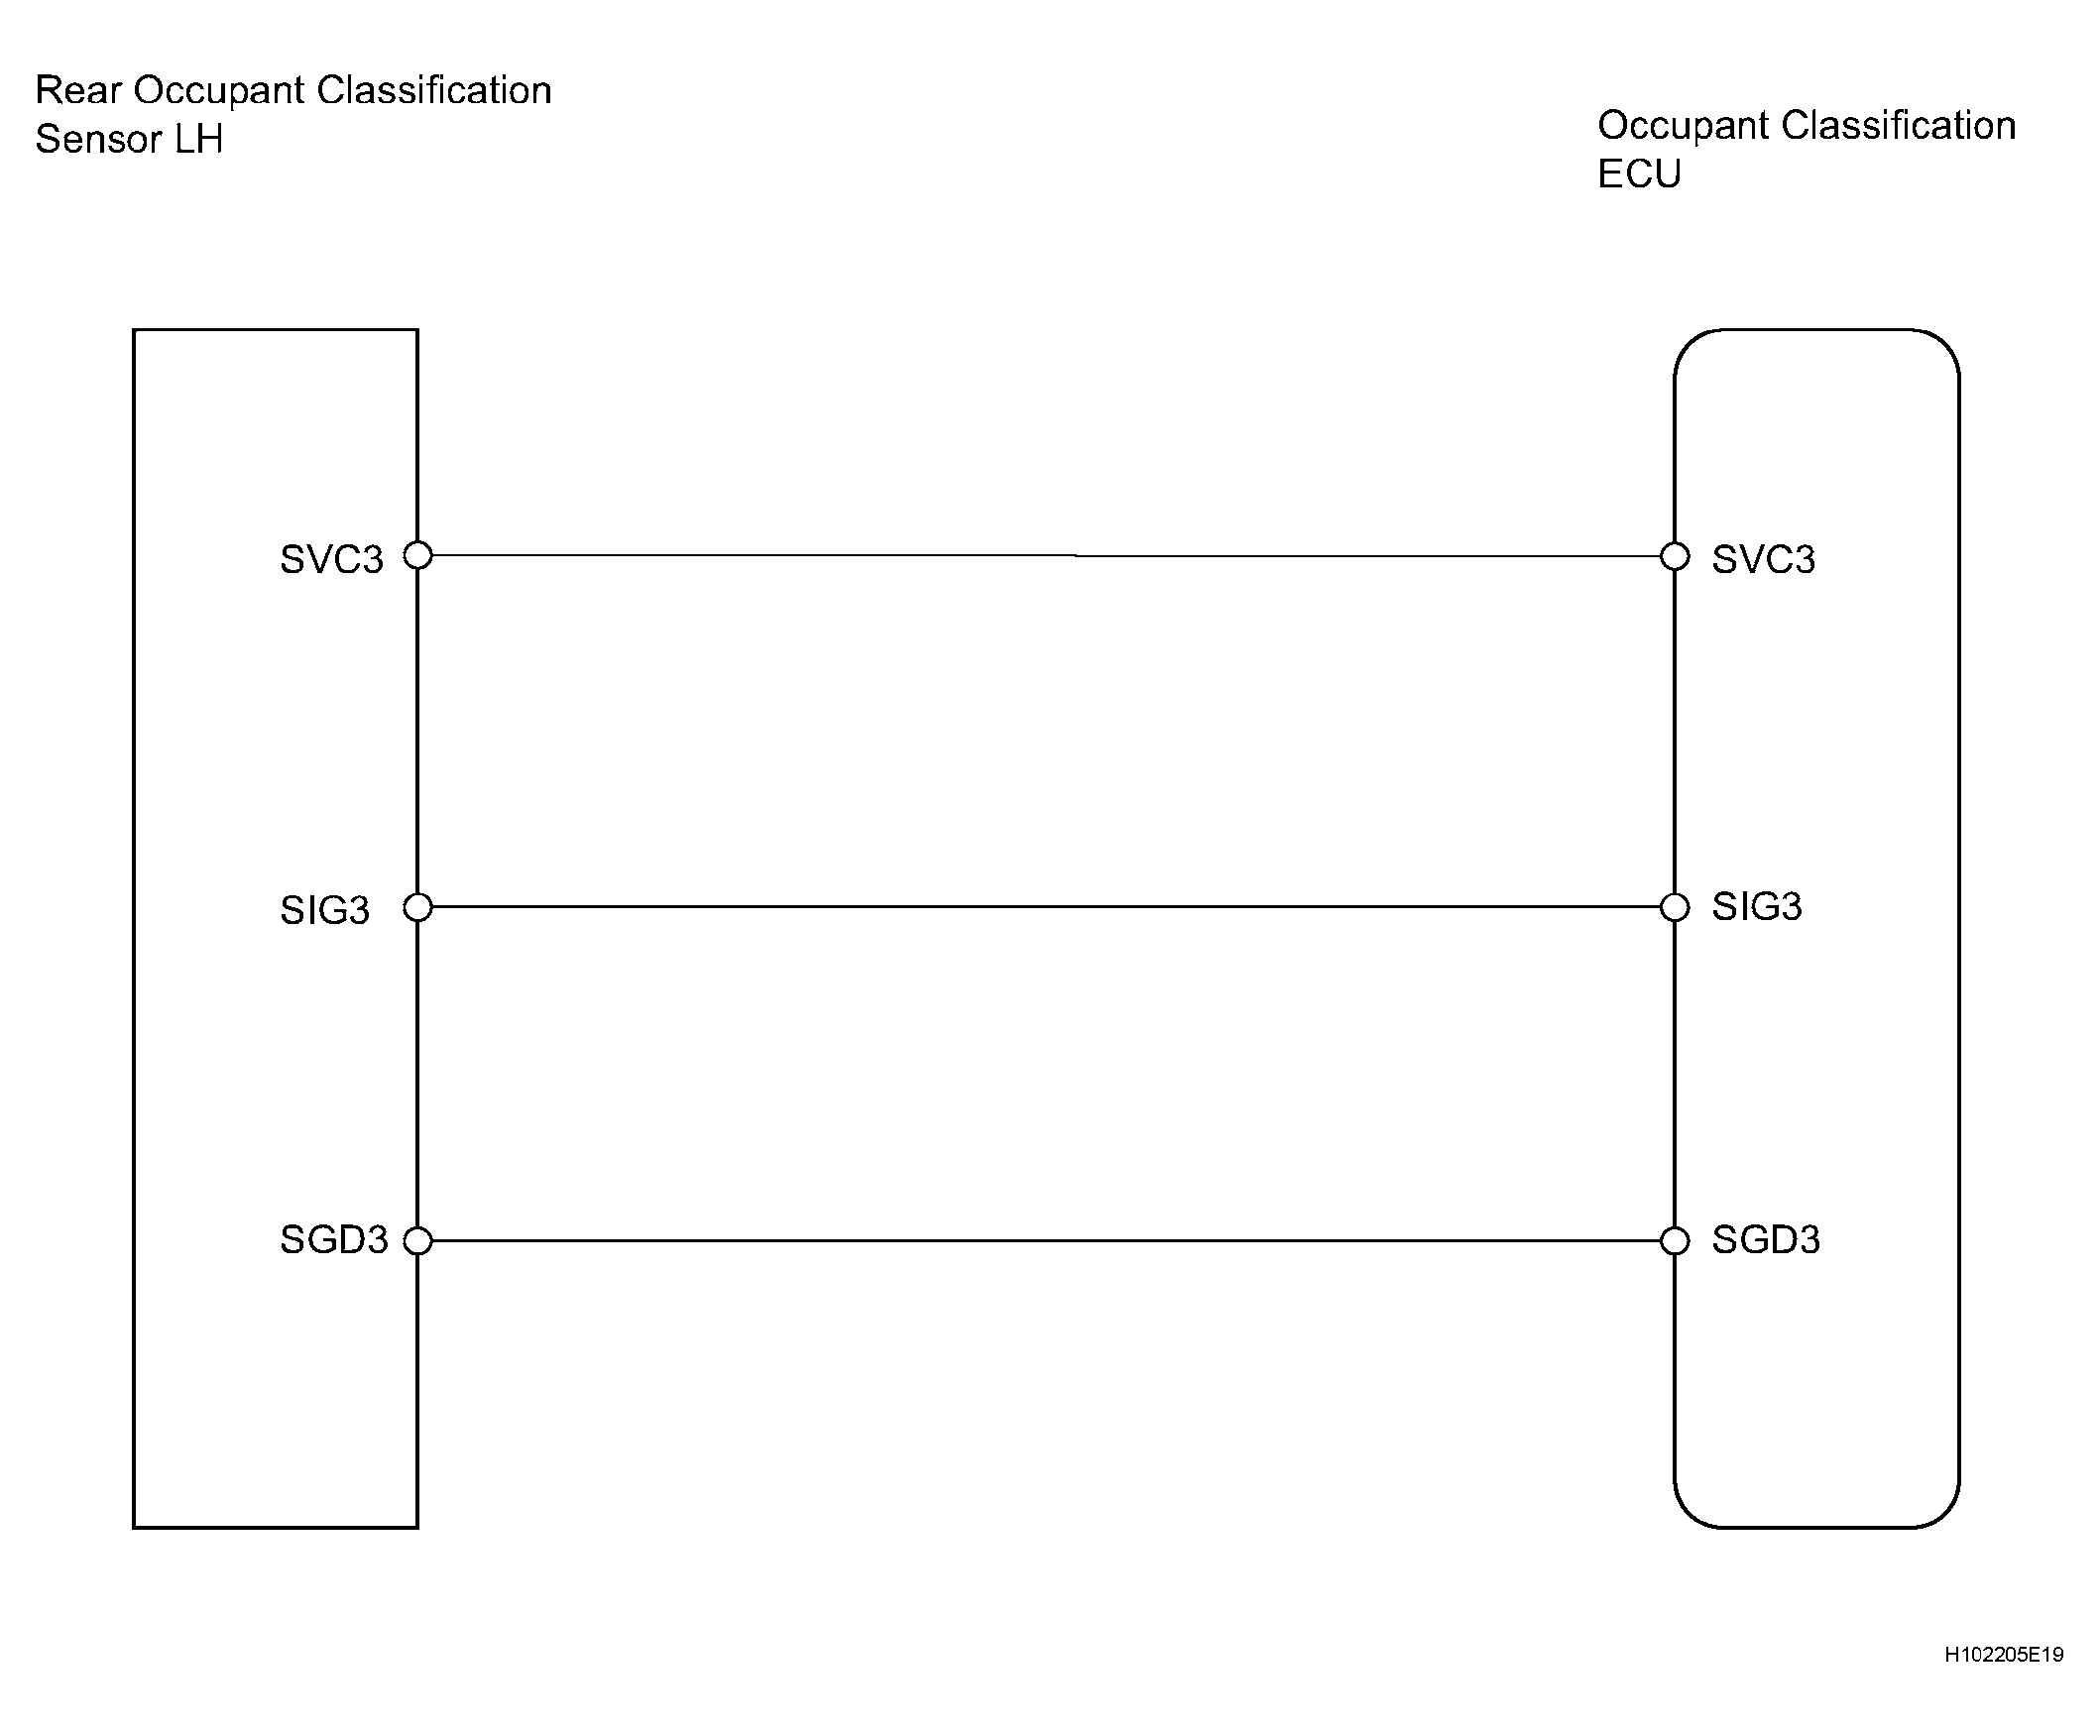 Rear Occupant Classification
Sensor LH
Occupant Classification
ECU
SVC3
SVC3
SIG3
SIG3
SGD3
SGD3
H102205E19